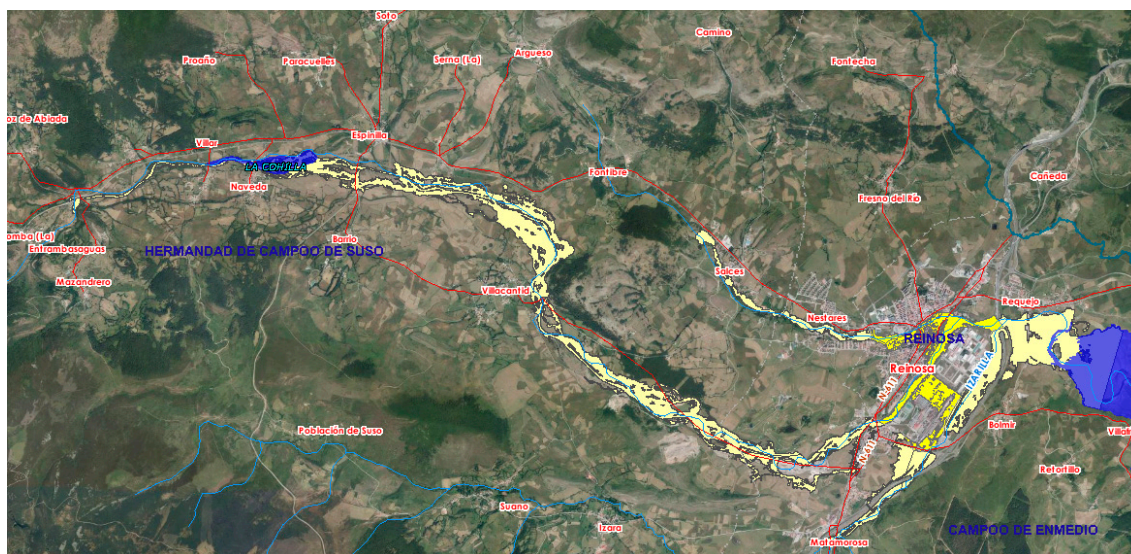 Soto
Camino
Argueso
Proaño
Paracuelles
Serna (La)
Fontecha
oz de Abiada
Espinilla
Villar
LA COHILLA
Fontibre
Cañeda
Naveda
Fresno del Río
omba (La)
Entrambasaguas
Barrio
HERMANDAD DE CAMPOO DE SUSO
Mazandrero
Salces
Villacantid
Requejo
Nestares
REINOSA
Reinosa
IZARILLA
N-611
Población de Suso
Bolmir
Villafr
N-611
Retortillo
Suano
Izara
CAMPOO DE ENMEDIO
Matamorosa